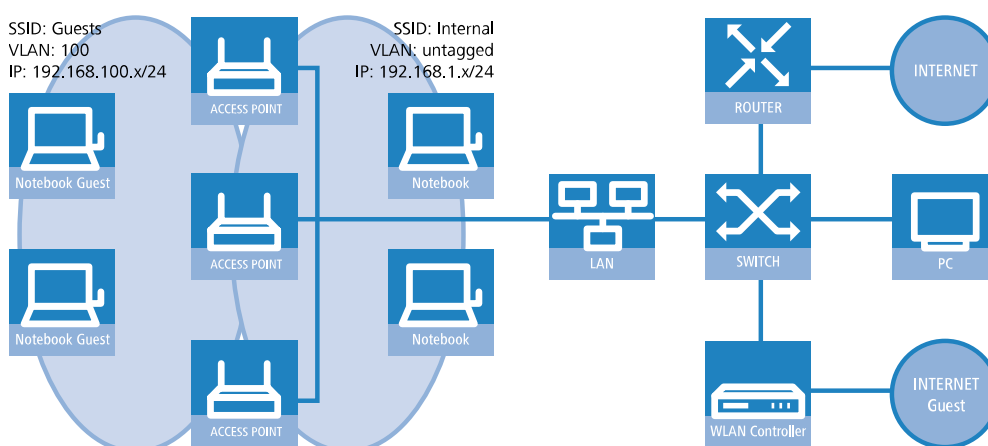 SSID: Guests
VLAN: 100
IP: 192.168.100.x/24
SSID: Internal
VLAN: untagged
IP: 192.168.1.x/24
ACCESS POINT
ROUTER
INTERNET
Notebook Guest
Notebook
ACCESS POINT
LAN
SWITCH
PC
Notebook Guest
Notebook
ACCESS POINT
WLAN Controller
INTERNET
Guest